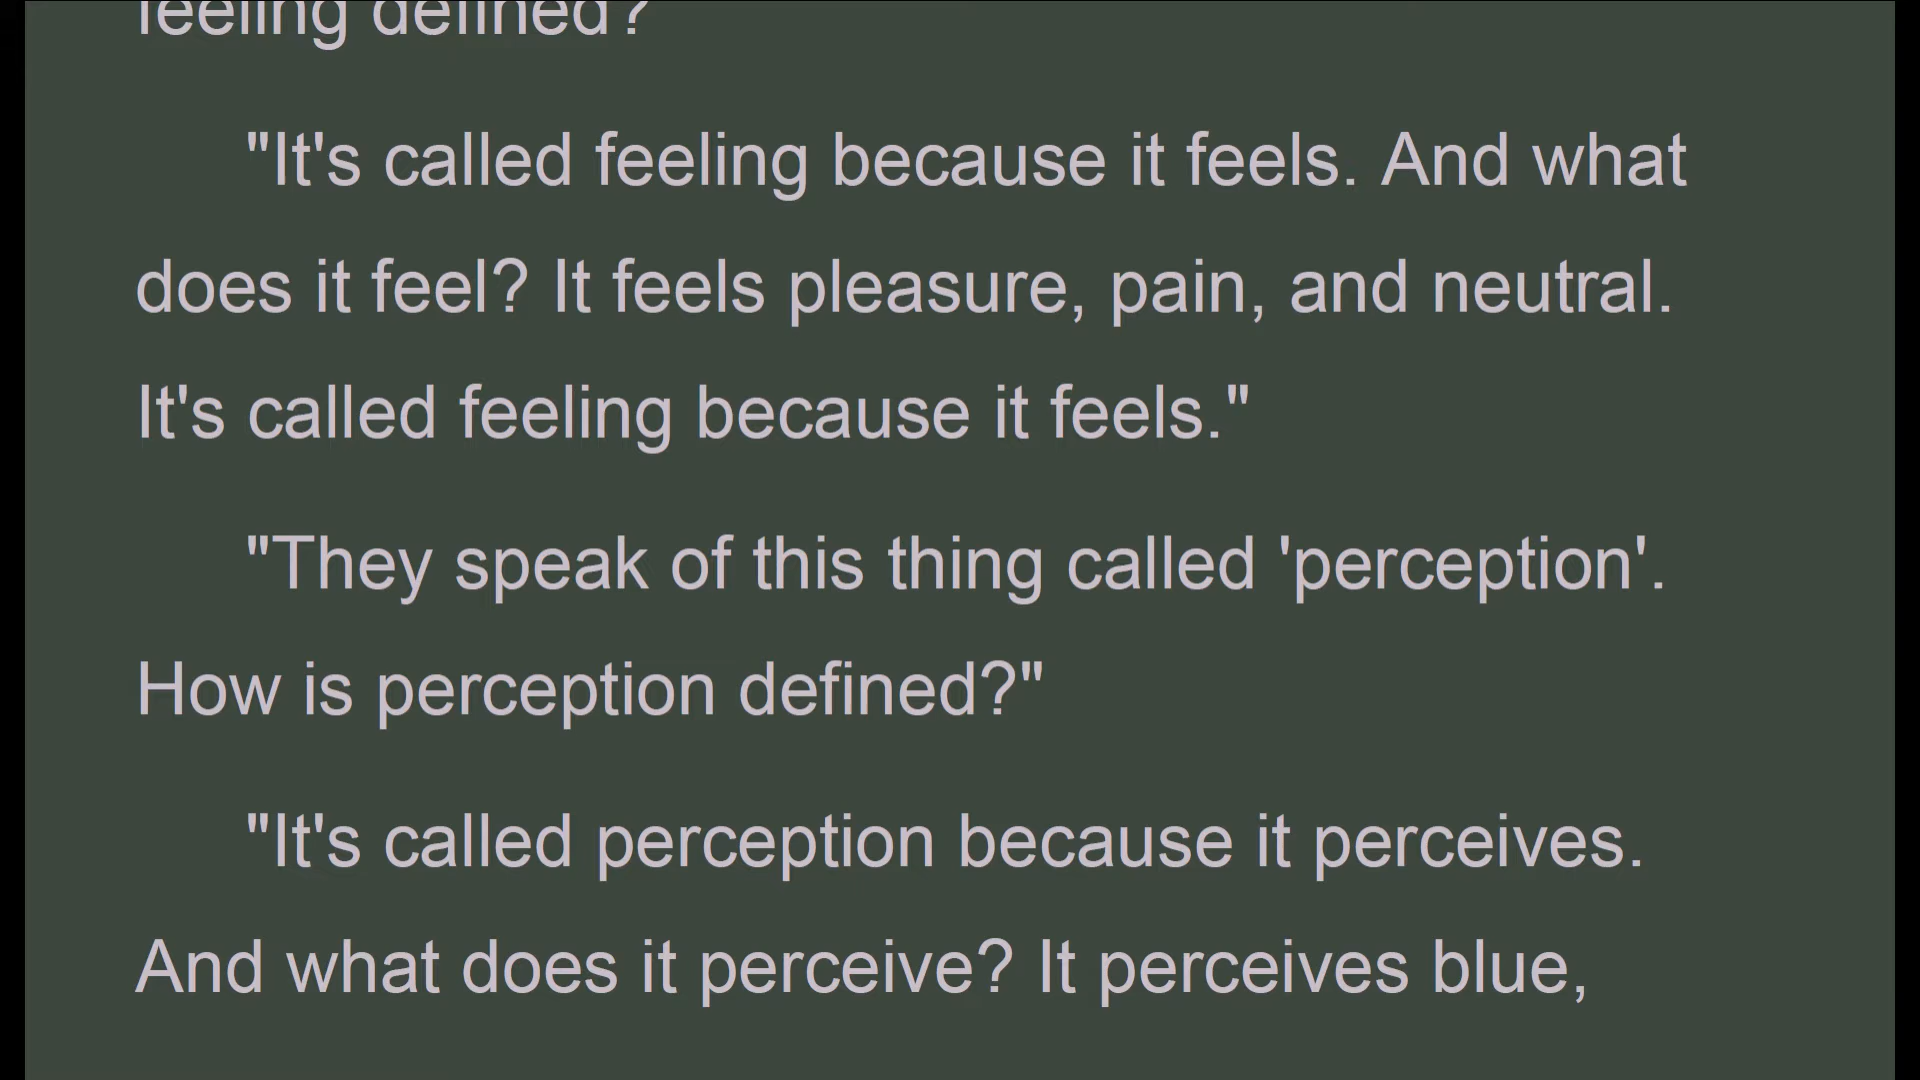 feeling defined?
"It's called feeling because it feels. And what
does it feel? It feels pleasure, pain, and neutral.
It's called feeling because it feels."
"They speak of this thing called 'perception'.
How is perception defined?"
"It's called perception because it perceives.
And what does it perceive? It perceives blue,